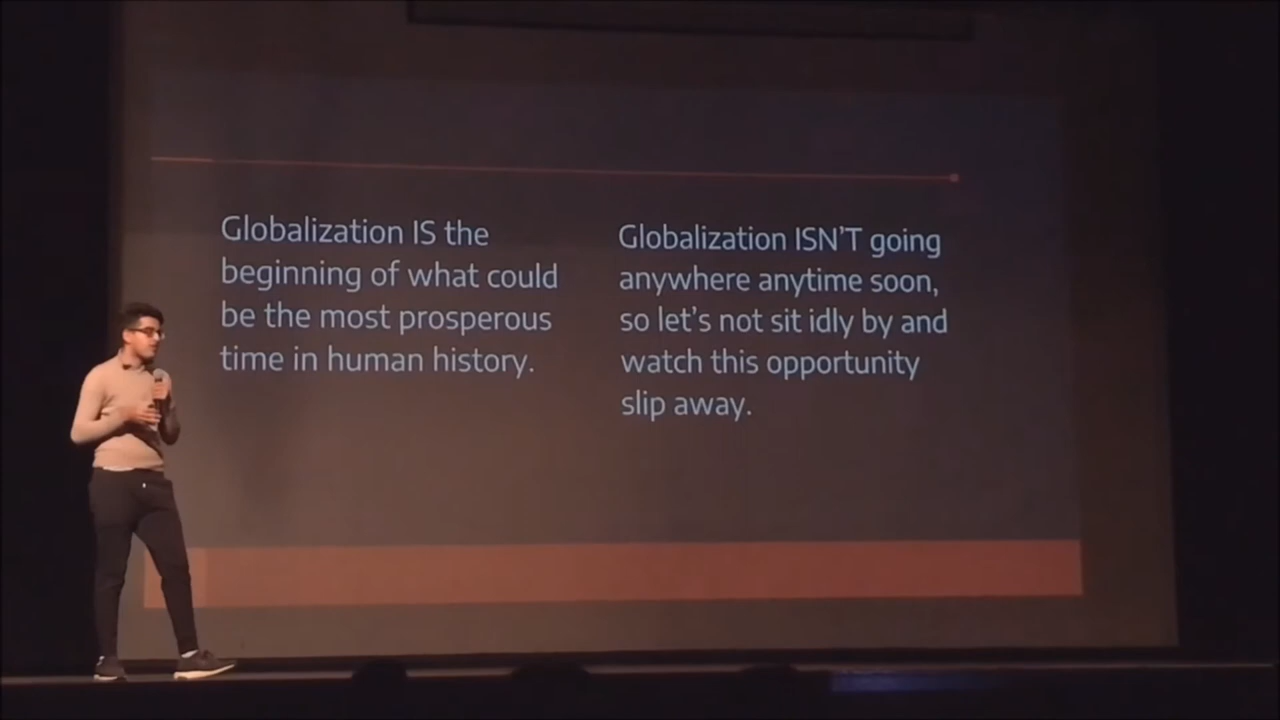 Globalization IS the
beginning of what could
be the most prosperous
time in human history.
Globalization ISN'T going
anywhere anytime soon,
so let's not sit idly by and
watch this opportunity
slip away.